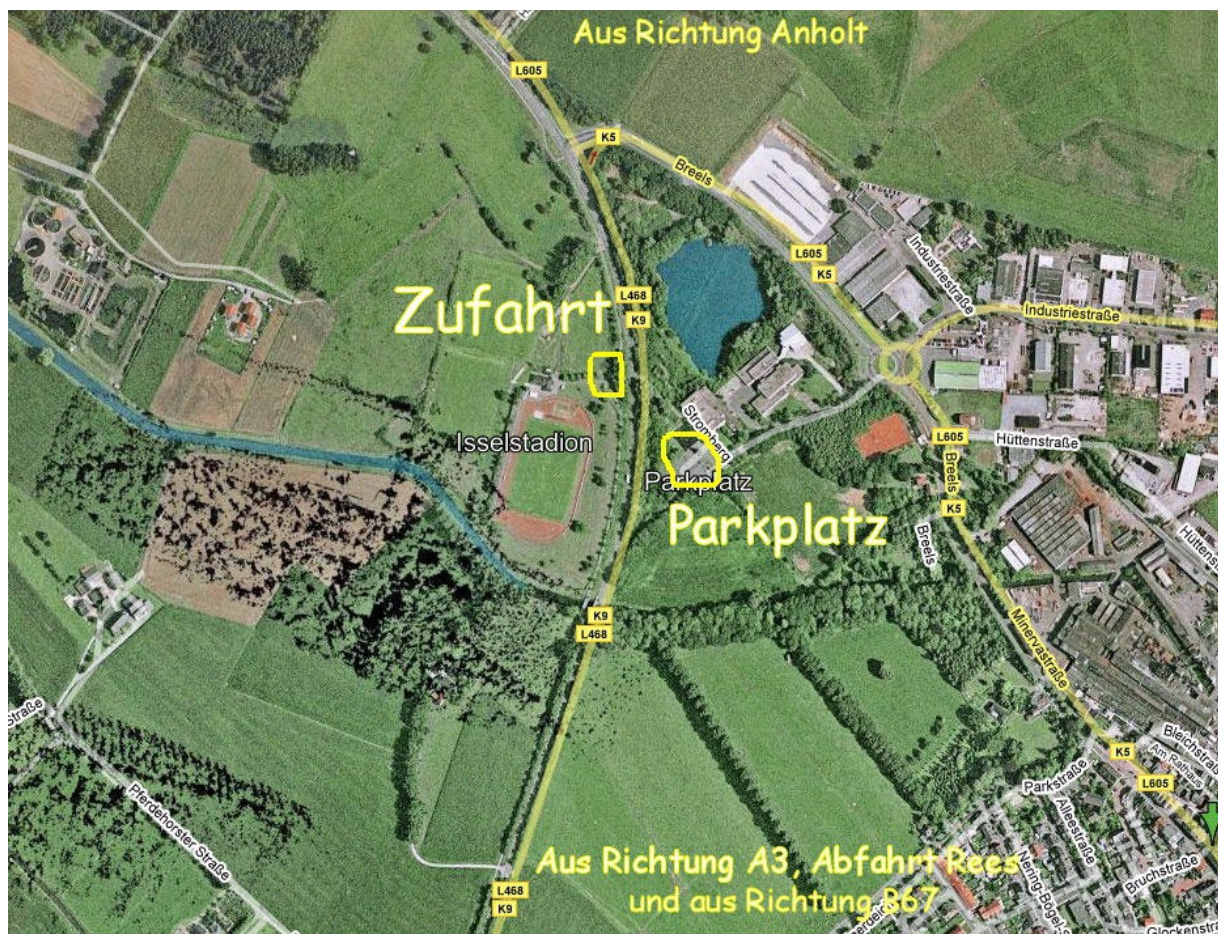 Aus Richtung Anholt
L605
K5
Breels
L605
K5
Industriestraße
Industriestraße
L468
K9
Zufahrt
Stromberg
Isselstadion
Parkplatz
Parkplatz
L605
Hüttenstraße
Breels
K5
Breels
K9
L468
Minervastraße
Straße
Pferdehorster Straße
K5
L605
Am Rathaus
Parkstraße
Alleestraße
Bruchstraße
L468
K9
Aus Richtung A3, Abfahrt Rees
und aus Richtung B67